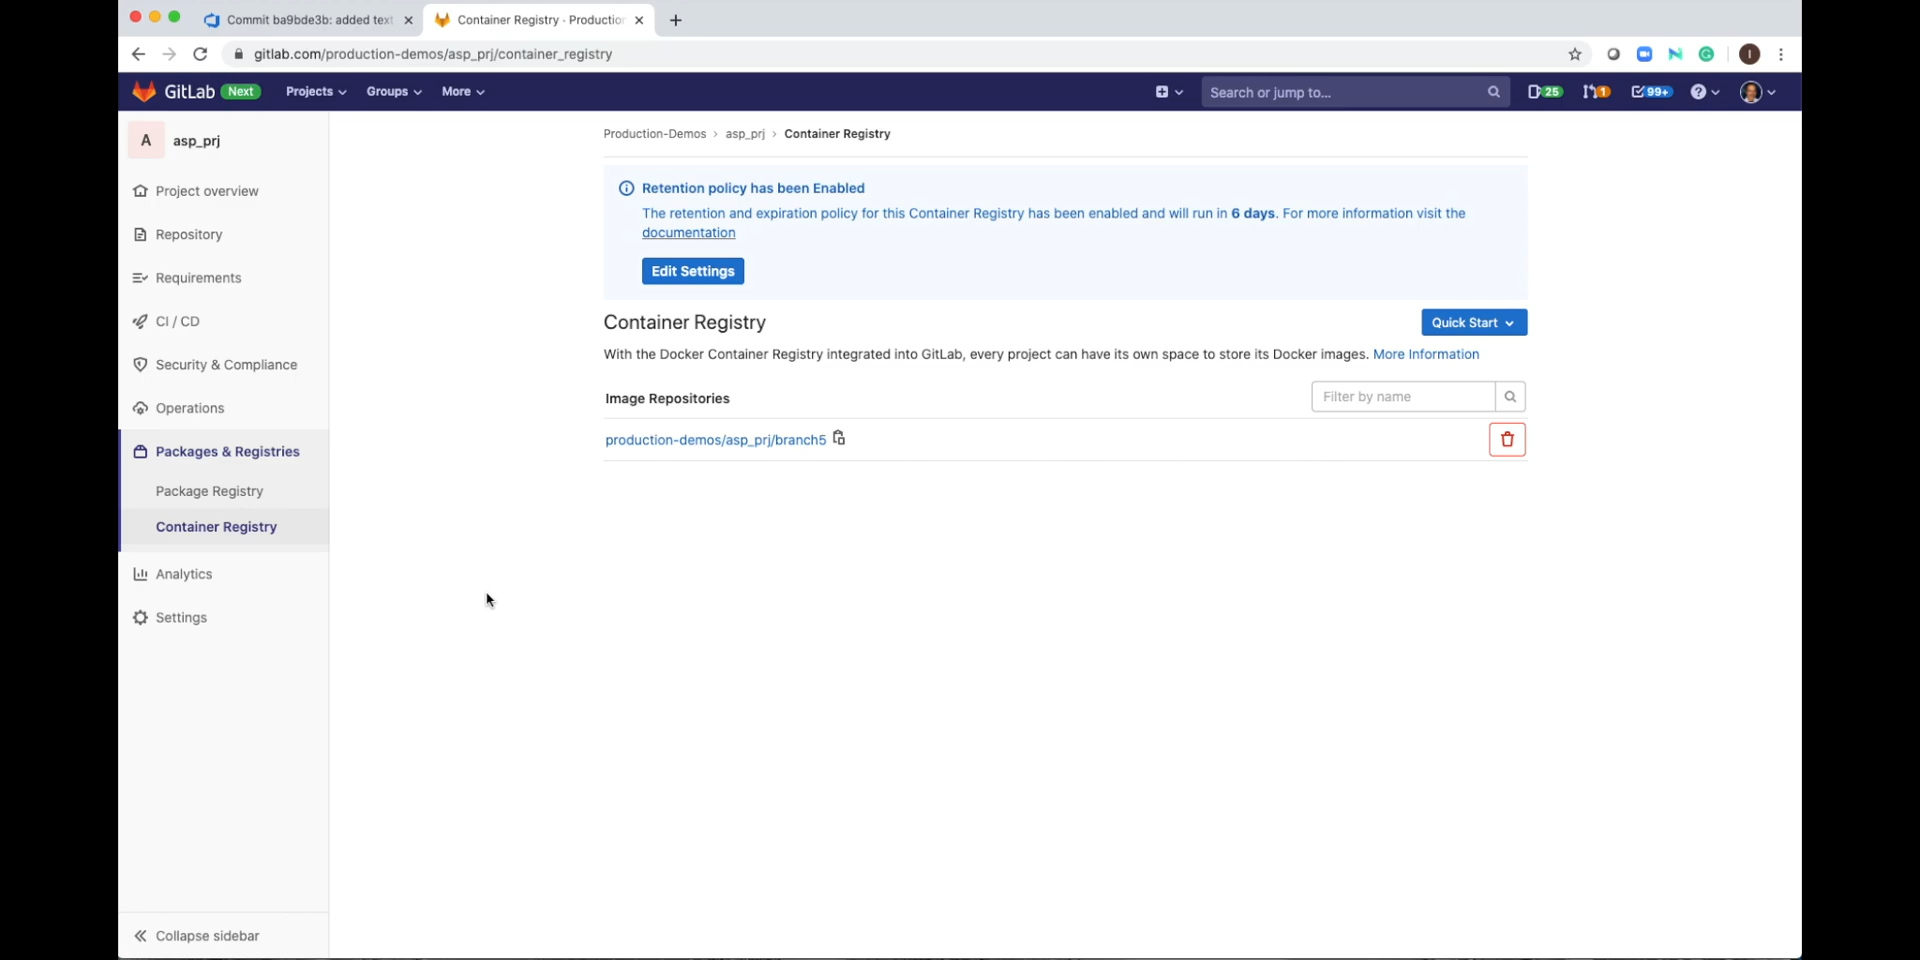 Commit ba9bde3b: added text
Container Registry · Production
gitlab.com/production-demos/asp_prj/container_registry
I
GitLab Next Projects Groups More Search or jump to... 25 1 99+
A asp_prj
Project overview
Repository
Requirements
CI / CD
Security & Compliance
Operations
Packages & Registries
Package Registry
Container Registry
Analytics
Settings
Collapse sidebar
Production-Demos › asp_prj › Container Registry
Retention policy has been Enabled
The retention and expiration policy for this Container Registry has been enabled and will run in 6 days. For more information visit the
documentation
Edit Settings
Container Registry
Quick Start
With the Docker Container Registry integrated into GitLab, every project can have its own space to store its Docker images. More Information
Image Repositories
Filter by name
production-demos/asp_prj/branch5